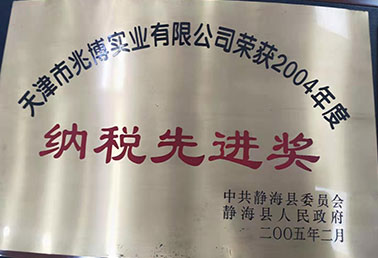 天津市兆博实业有限公司荣获2004年度
纳税先进奖
中共静海县委员会
静海县人民政府
二〇〇五年二月